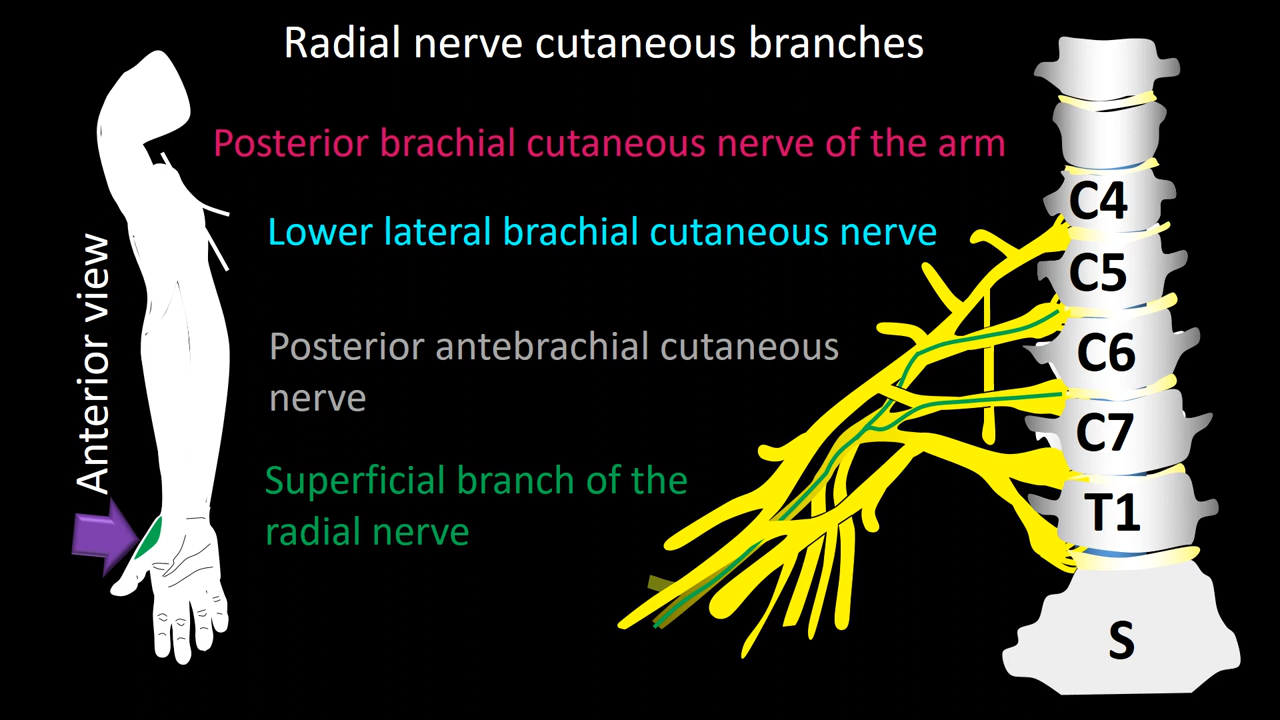 Radial nerve cutaneous branches
Posterior brachial cutaneous nerve of the arm
Lower lateral brachial cutaneous nerve
Posterior antebrachial cutaneous
nerve
Superficial branch of the
radial nerve
Anterior view
C4
C5
C6
C7
T1
S